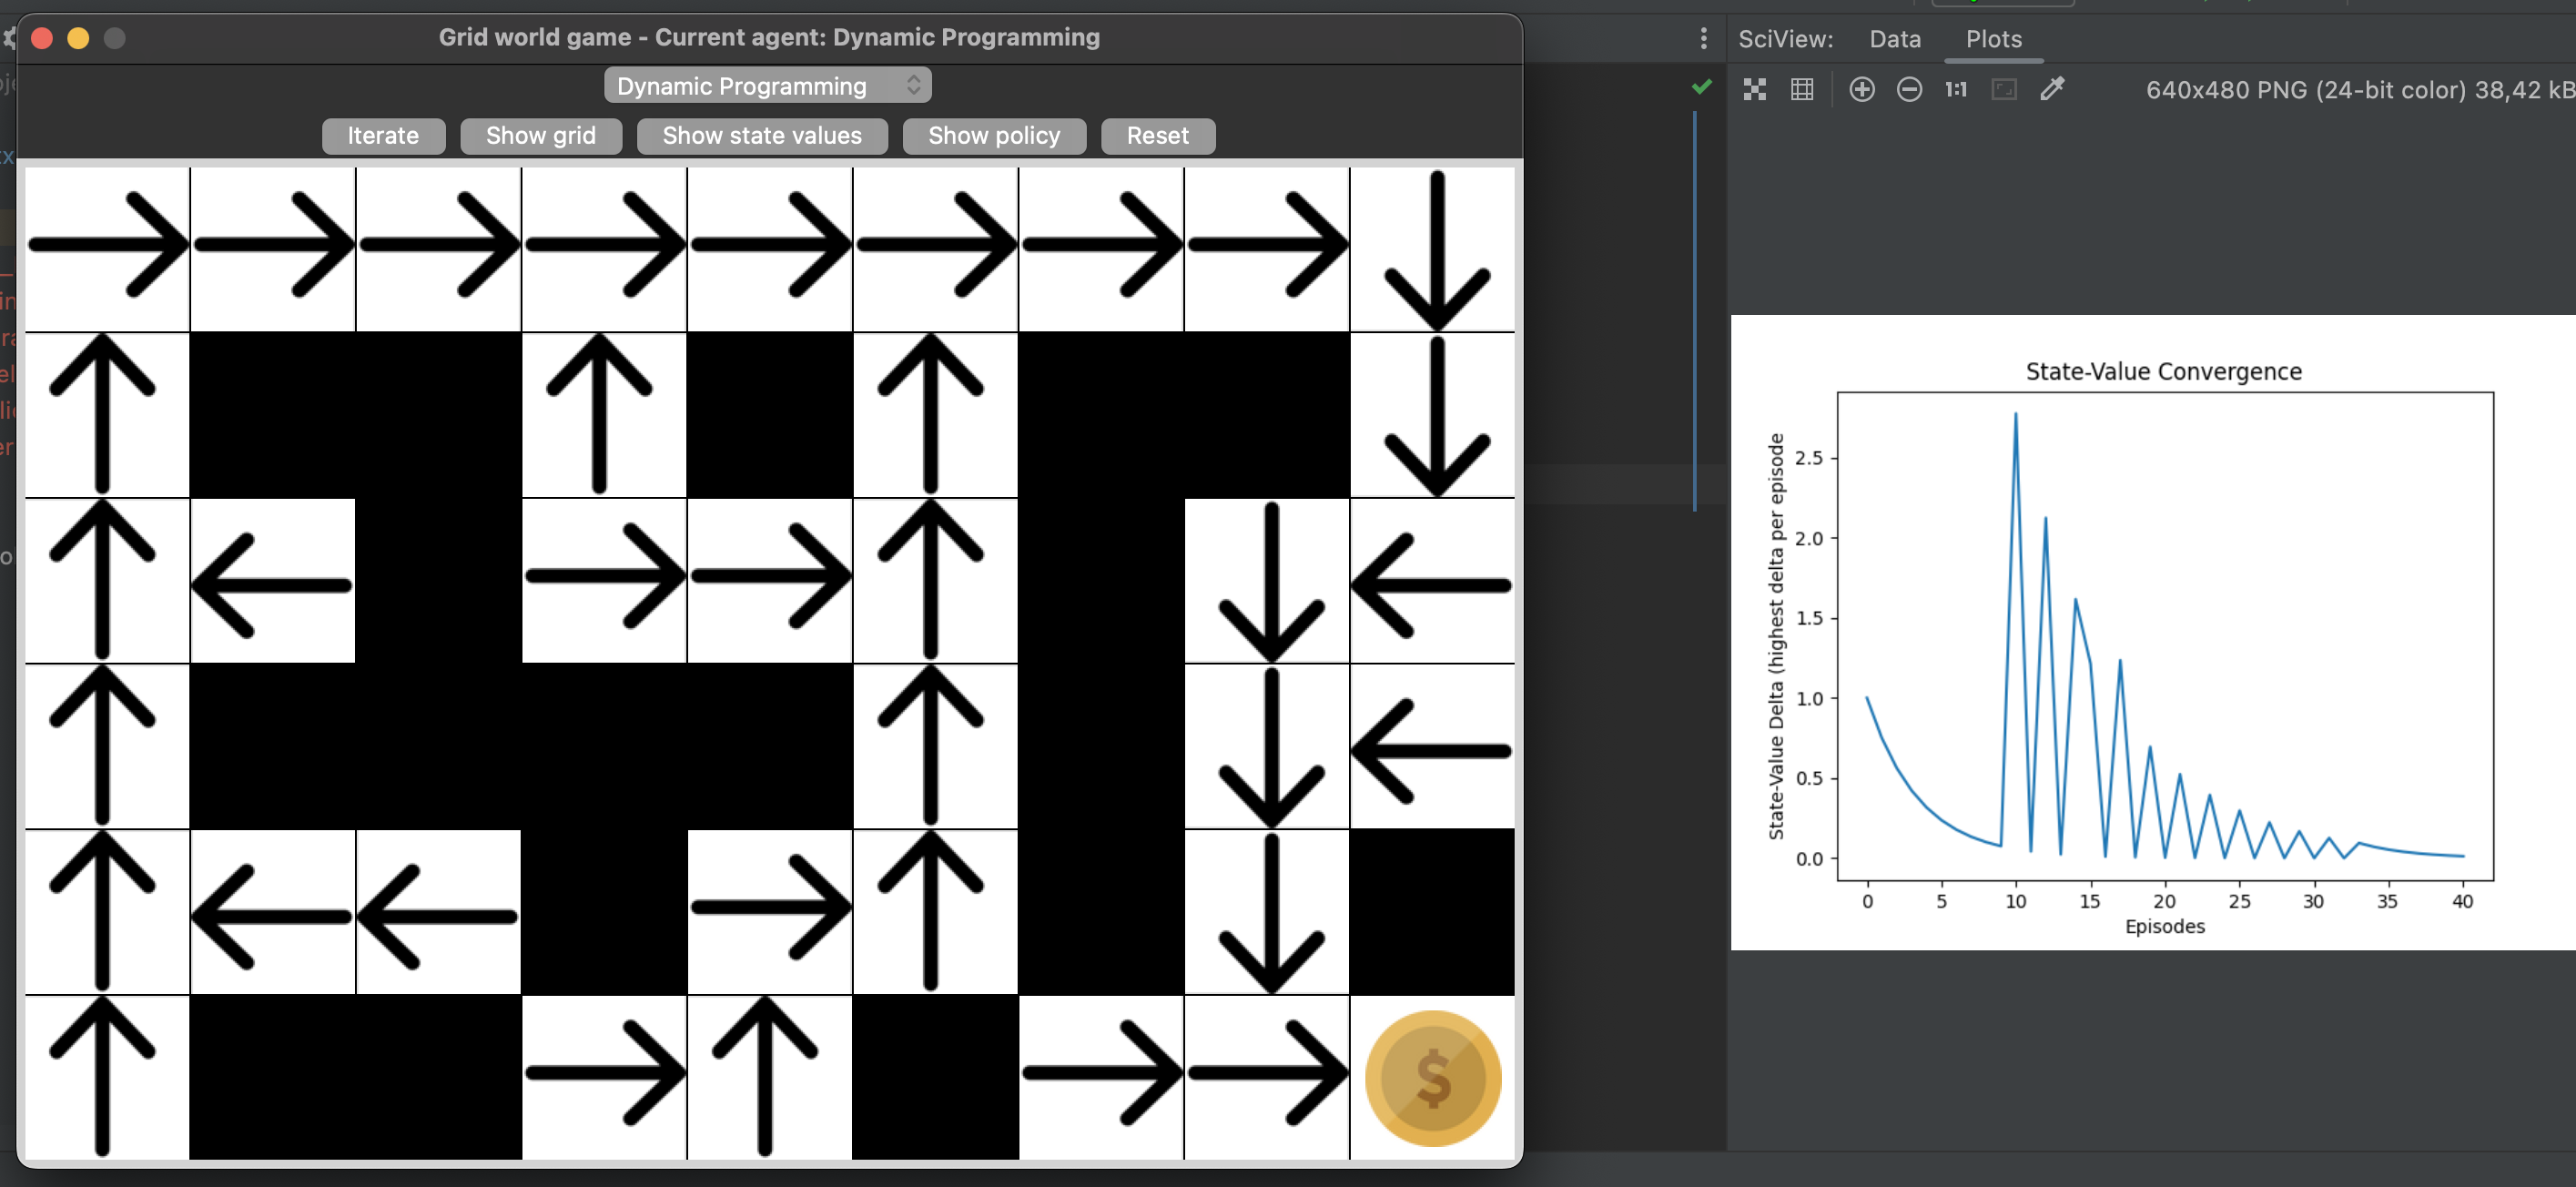 Grid world game - Current agent: Dynamic Programming
Dynamic Programming
Iterate Show grid Show state values Show policy Reset
SciView: Data Plots
1:1 640x480 PNG (24-bit color) 38,42 kB
State-Value Convergence
State-Value Delta (highest delta per episode
2.5
2.0
1.5
1.0
0.5
0.0
0 5 10 15 20 25 30 35 40
Episodes
$